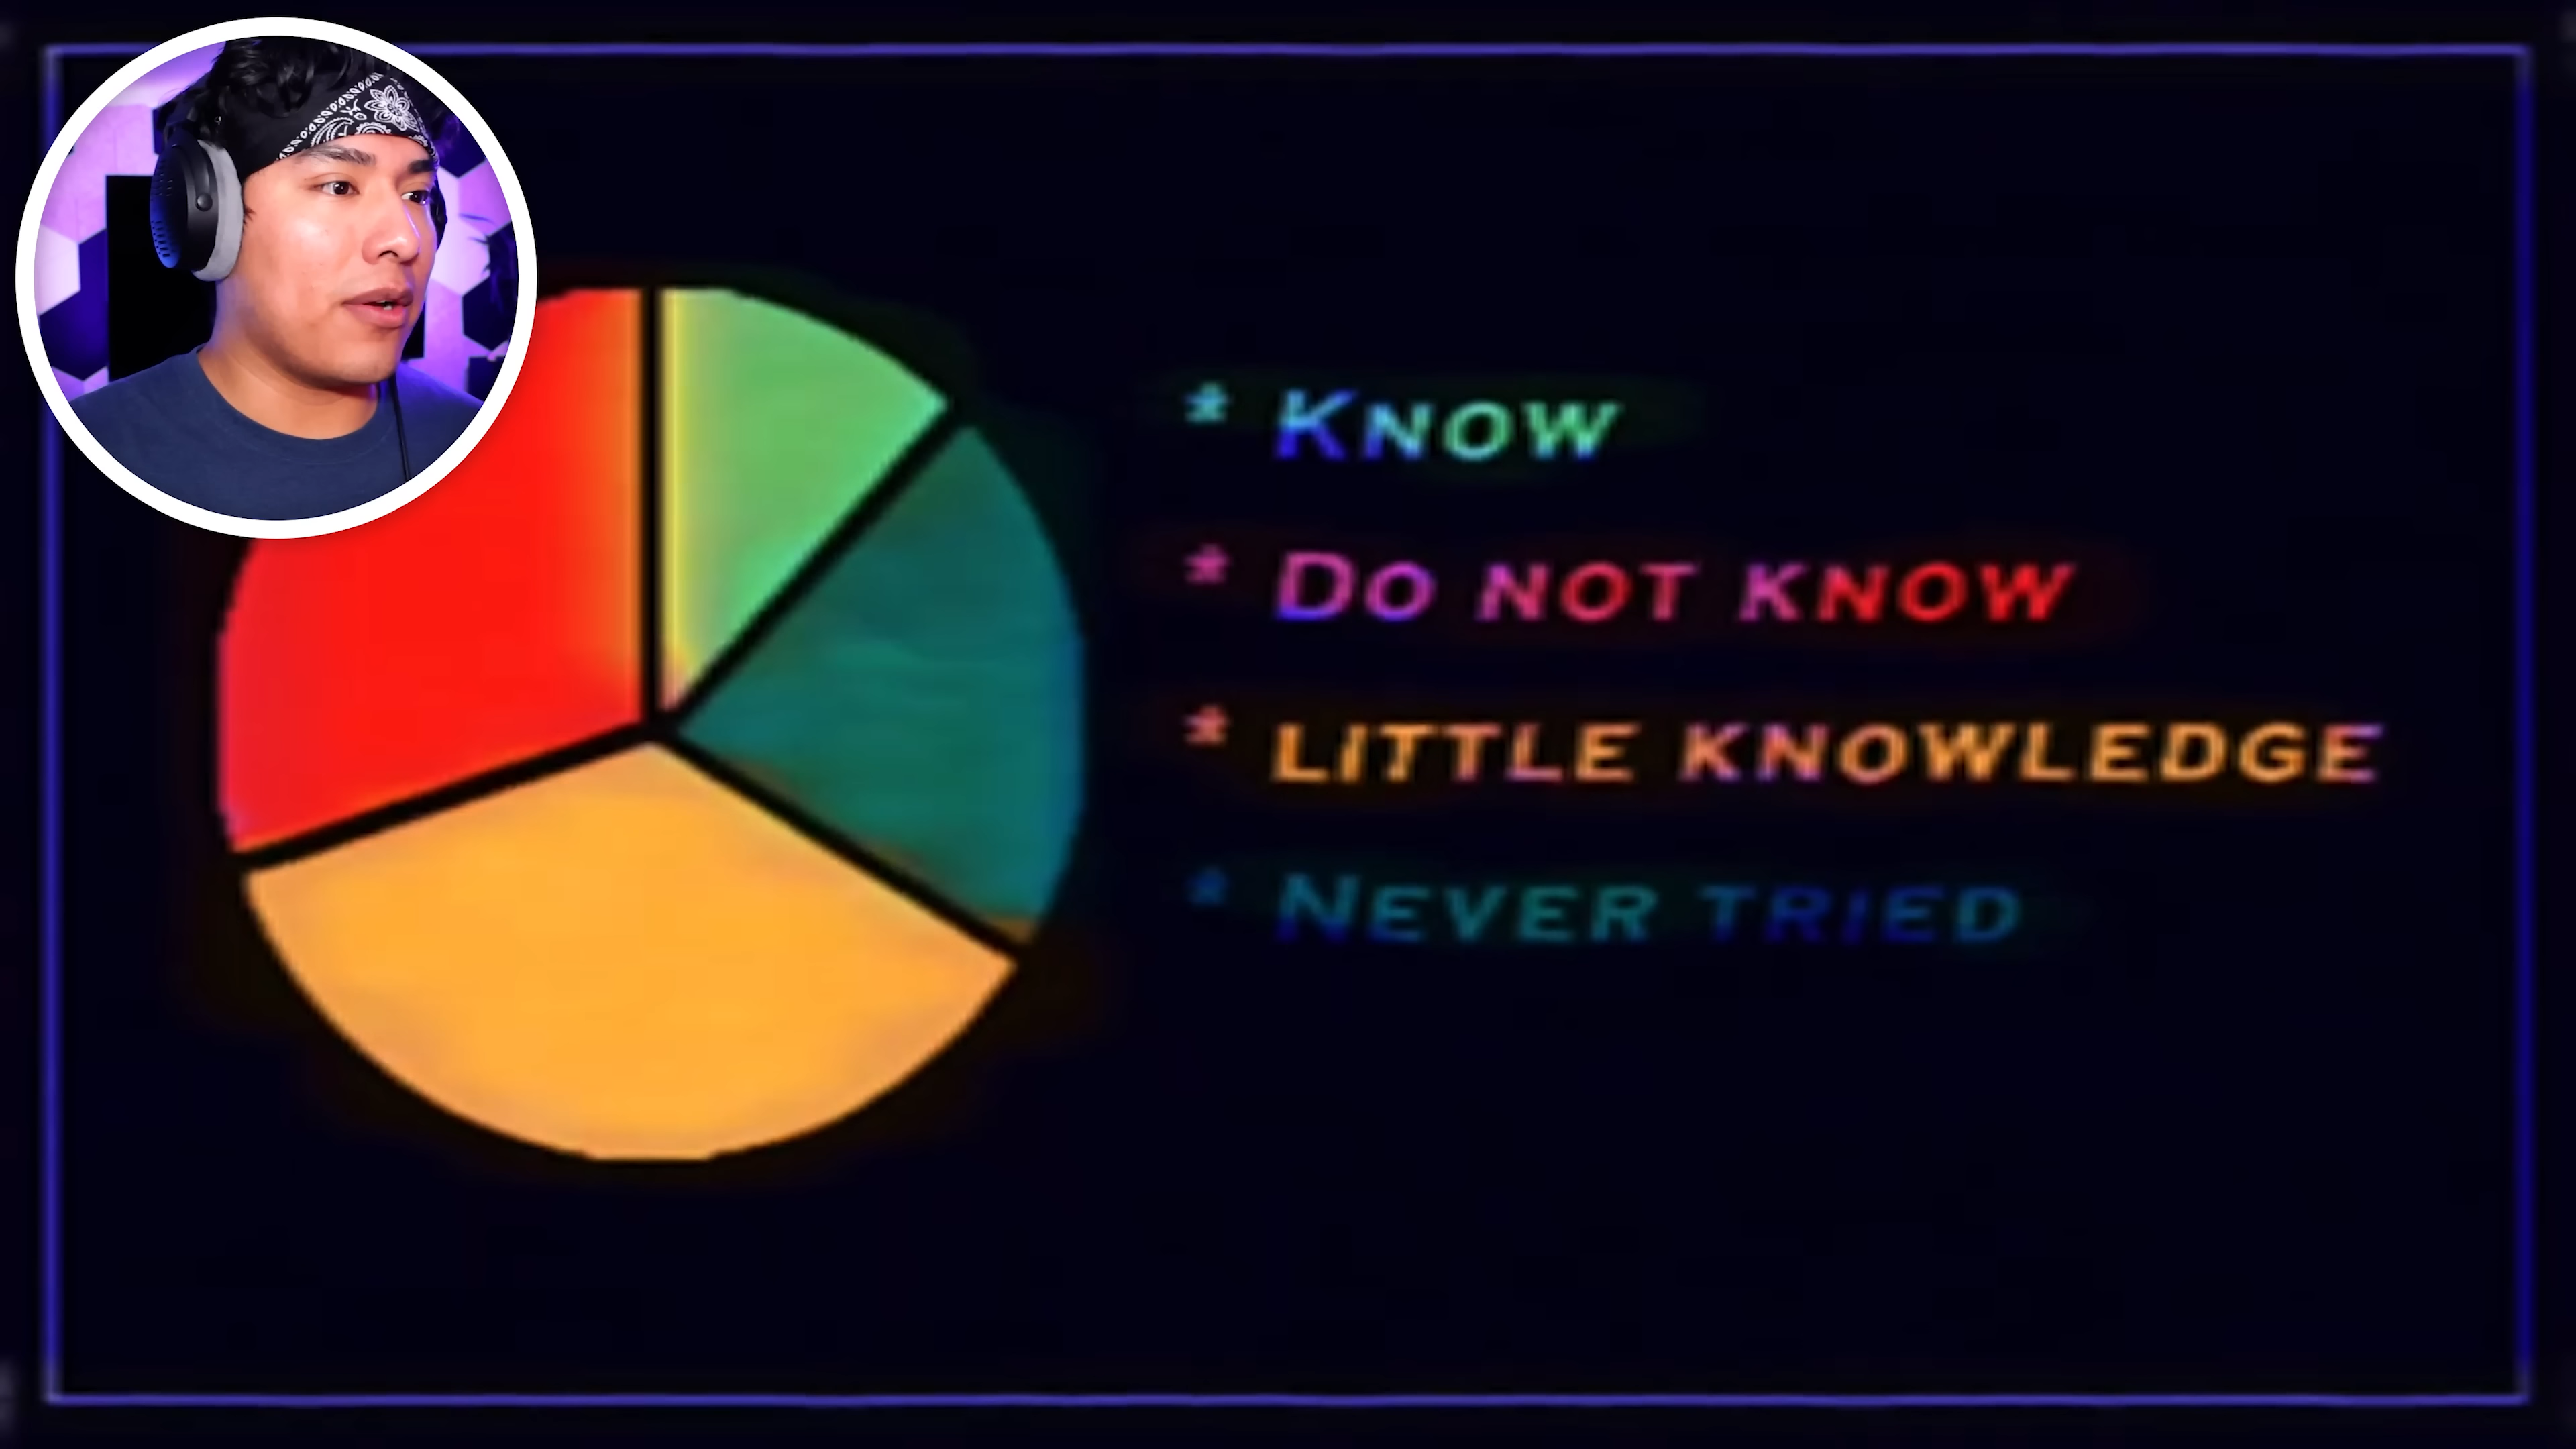 * KNOW
* DO NOT KNOW
* LITTLE KNOWLEDGE
* NEVER TRIED